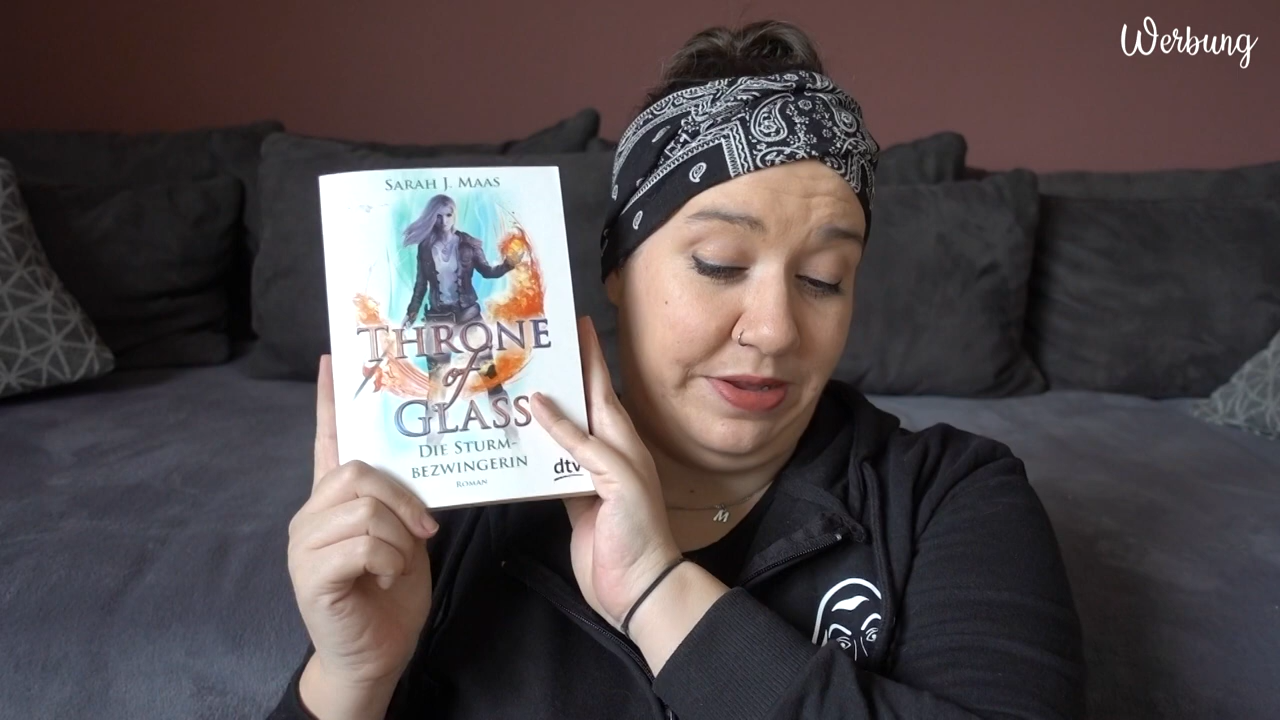 Werbung
SARAH J. MAAS
THRONE
of
GLASS
DIE STURM-
BEZWINGERIN
ROMAN
dtv
M